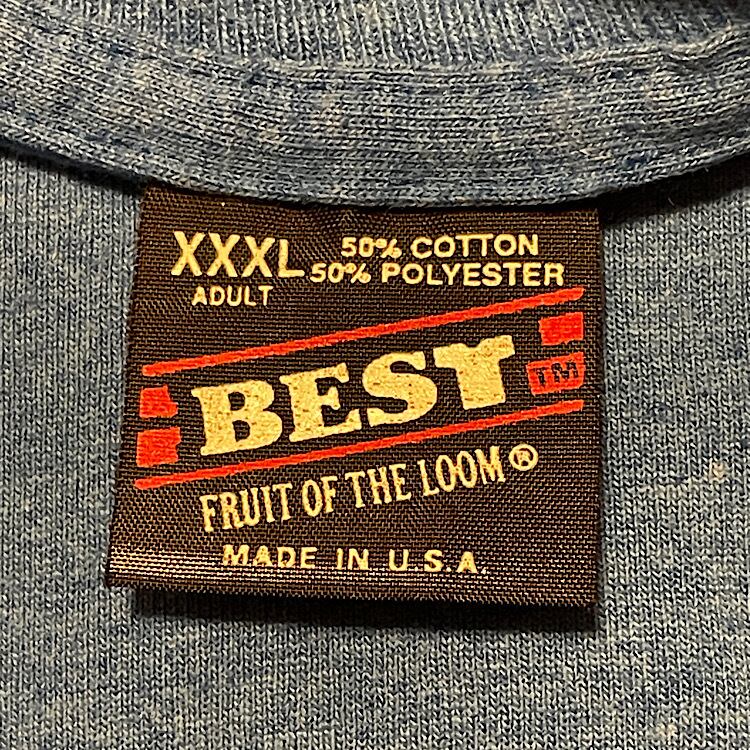 XXXL 50% COTTON
ADULT 50% POLYESTER
BEST TM
FRUIT OF THE LOOM®
MADE IN U.S.A.